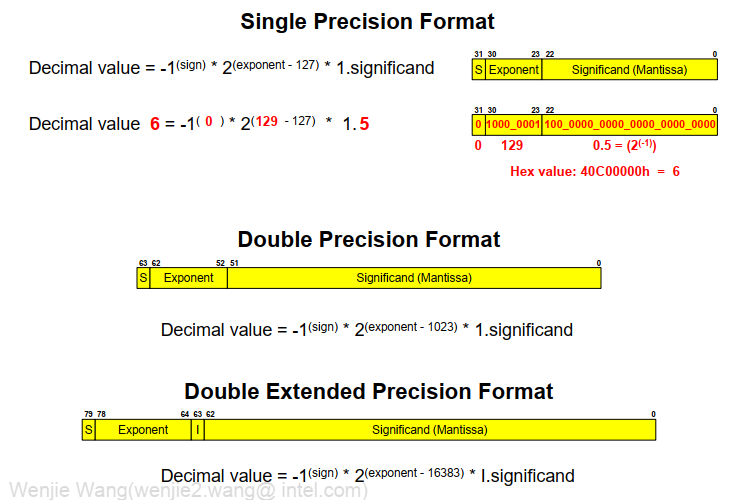 Single Precision Format
Decimal value = -1(sign) * 2(exponent - 127) * 1.significand
31 30 23 22 0
S Exponent Significand (Mantissa)
Decimal value 6 = -1( 0 ) * 2(129 - 127) * 1.5
31 30 23 22 0
0 1000_0001 100_0000_0000_0000_0000_0000
0 129 0.5 = (2(-1))
Hex value: 40C00000h = 6
Double Precision Format
63 62 52 51 0
S Exponent Significand (Mantissa)
Decimal value = -1(sign) * 2(exponent - 1023) * 1.significand
Double Extended Precision Format
79 78 64 63 62 0
S Exponent I Significand (Mantissa)
Decimal value = -1(sign) * 2(exponent - 16383) * I.significand
Wenjie Wang(wenjie2.wang@ intel.com)